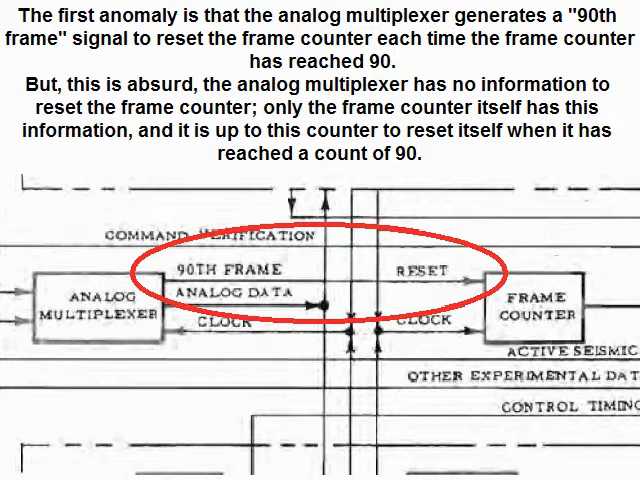 The first anomaly is that the analog multiplexer generates a "90th
frame" signal to reset the frame counter each time the frame counter
has reached 90.
But, this is absurd, the analog multiplexer has no information to
reset the frame counter; only the frame counter itself has this
information, and it is up to this counter to reset itself when it has
reached a count of 90.
COMMAND VERIFICATION
90TH FRAME RESET
ANALOG DATA
ANALOG
MULTIPLEXER
FRAME
COUNTER
CLOCK CLOCK
ACTIVE SEISMIC
OTHER EXPERIMENTAL DAT
CONTROL TIMING